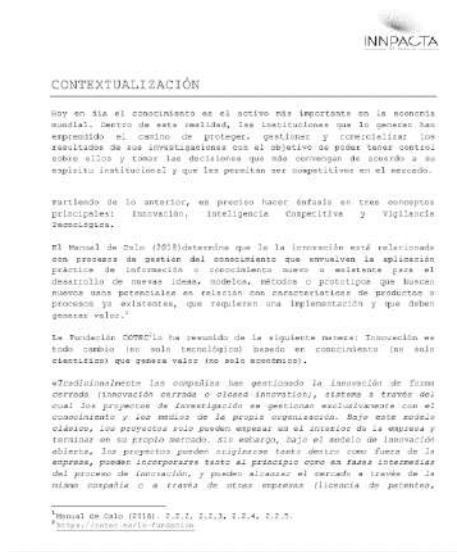 INNPACTA
CONTEXTUALIZACIÓN
Hoy en día el conocimiento es el activo más importante en la economía
mundial. Dentro de esta realidad, las instituciones que lo generan han
emprendido el camino de proteger, gestionar y comercializar los
resultados de sus investigaciones con el objetivo de poder tener control
sobre ellos y tomar las decisiones que más convengan de acuerdo a su
espíritu institucional y que les permitan ser competitivos en el mercado.
Partiendo de lo anterior, es preciso hacer énfasis en tres conceptos
principales: Innovación, Inteligencia Competitiva y Vigilancia
Tecnológica.
El Manual de Oslo (2018)determina que la la innovación está relacionada
con procesos de gestión del conocimiento que envuelven la aplicación
práctica de información o conocimiento nuevo o existente para el
desarrollo de nuevas ideas, modelos, métodos o prototipos que buscan
nuevos usos potenciales en relación con características de productos o
procesos ya existentes, que requieren una implementación y que deben
generar valor.¹
La Fundación COTEC²lo ha resumido de la siguiente manera: Innovación es
todo cambio (no solo tecnológico) basado en conocimiento (no solo
científico) que genera valor (no solo económico).
«Tradicionalmente las compañías han gestionado la innovación de forma
cerrada (innovación cerrada o closed innovation), sistema a través del
cual los proyectos de investigación se gestionan exclusivamente con el
conocimiento y los medios de la propia organización. Bajo este modelo
clásico, los proyectos solo pueden empezar en el interior de la empresa y
terminar en su propio mercado. Sin embargo, bajo el modelo de innovación
abierta, los proyectos pueden originarse tanto dentro como fuera de la
empresa, pueden incorporarse tanto al principio como en fases intermedias
del proceso de innovación, y pueden alcanzar el mercado a través de la
misma compañía o a través de otras empresas (licencia de patentes,
¹Manual de Oslo (2018). 2.2.2, 2.2.3, 2.2.4, 2.2.5.
²https://cotec.es/la-fundacion